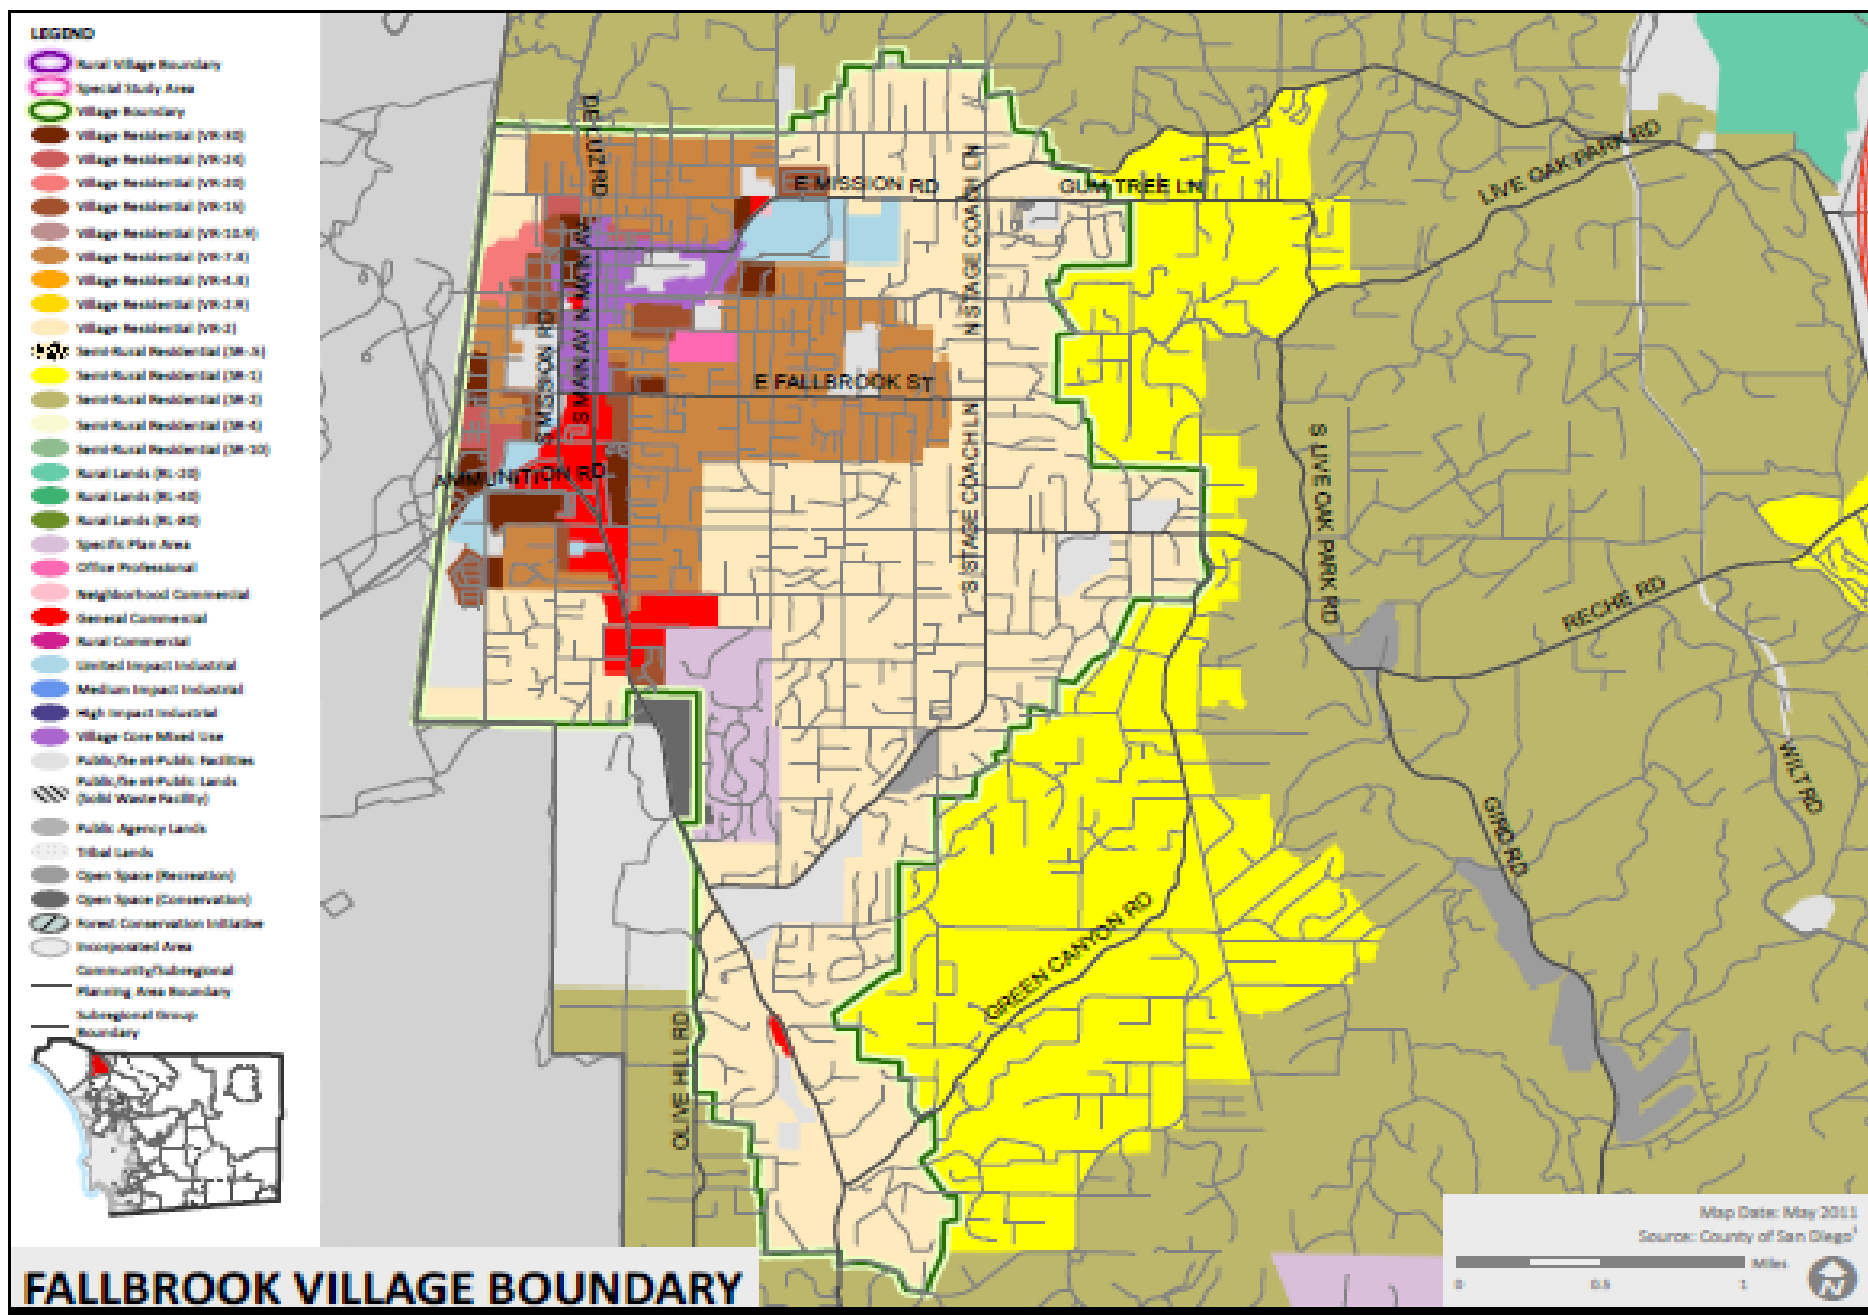 LEGEND
Rural Village Boundary
Special Study Area
Village Boundary
Village Residential (VR-30)
Village Residential (VR-24)
Village Residential (VR-20)
Village Residential (VR-15)
Village Residential (VR-10.9)
Village Residential (VR-7.3)
Village Residential (VR-4.3)
Village Residential (VR-2.9)
Village Residential (VR-2)
Semi-Rural Residential (SR-.5)
Semi-Rural Residential (SR-1)
Semi-Rural Residential (SR-2)
Semi-Rural Residential (SR-4)
Semi-Rural Residential (SR-10)
Rural Lands (RL-20)
Rural Lands (RL-40)
Rural Lands (RL-80)
Specific Plan Area
Office Professional
Neighborhood Commercial
General Commercial
Rural Commercial
Limited Impact Industrial
Medium Impact Industrial
High Impact Industrial
Village Core Mixed Use
Public/Semi-Public Facilities
Public/Semi-Public Lands
(Solid Waste Facility)
Public Agency Lands
Tribal Lands
Open Space (Recreation)
Open Space (Conservation)
Forest Conservation Initiative
Incorporated Area
Community/Subregional
Planning Area Boundary
Subregional Group
Boundary
DE LUZ RD
E MISSION RD
GUM TREE LN
LIVE OAK PARK RD
N STAGE COACH LN
N MAIN AV
S MISSION RD
S MAIN AV
E FALLBROOK ST
AMMUNITION RD
S STAGE COACH LN
S LIVE OAK PARK RD
RECHE RD
WILT RD
GIRD RD
GREEN CANYON RD
OLIVE HILL RD
Map Date: May 2011
Source: County of San Diego¹
Miles
0 0.5 1
N
FALLBROOK VILLAGE BOUNDARY